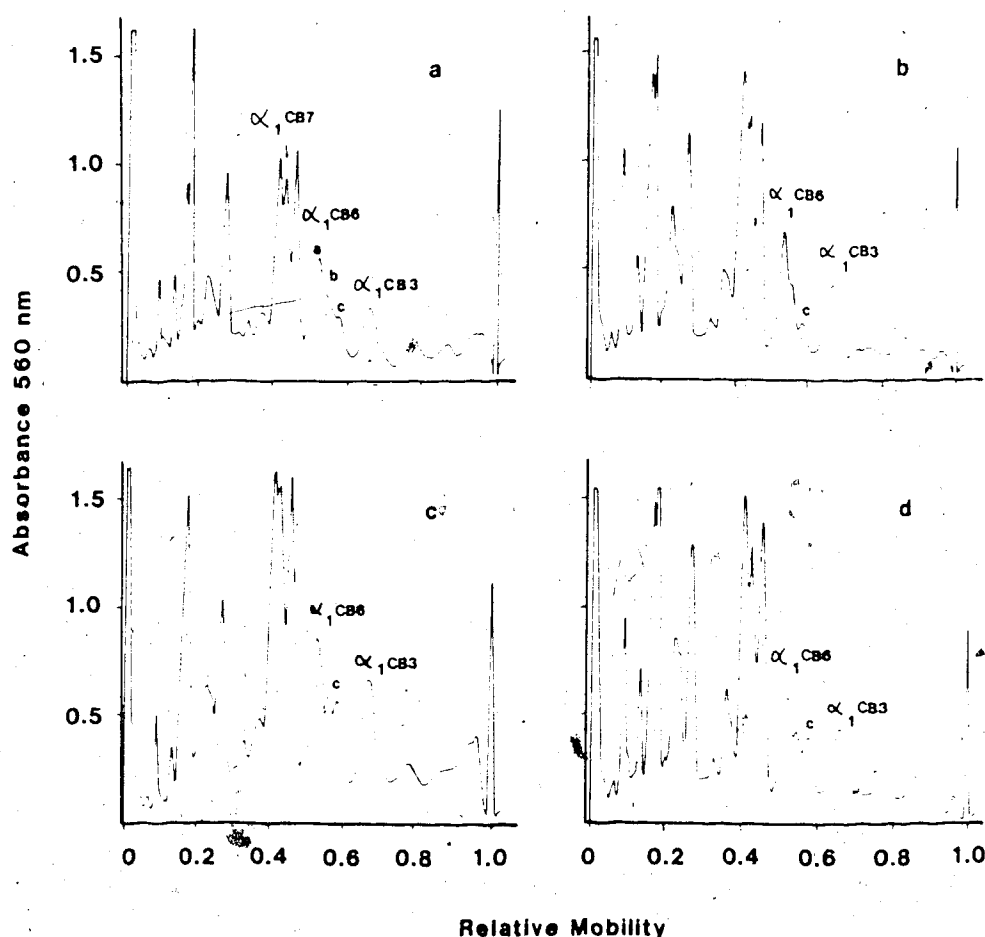 1.5
a
b
α1CB7
1.0
α1CB6
α1CB6
a
b
α1CB3
α1CB3
0.5
c
c
Absorbance 560 nm
1.5
c
d
1.0
α1CB6
α1CB3
α1CB6
c
α1CB3
0.5
c
0 0.2 0.4 0.6 0.8 1.0
0 0.2 0.4 0.6 0.8 1.0
Relative Mobility